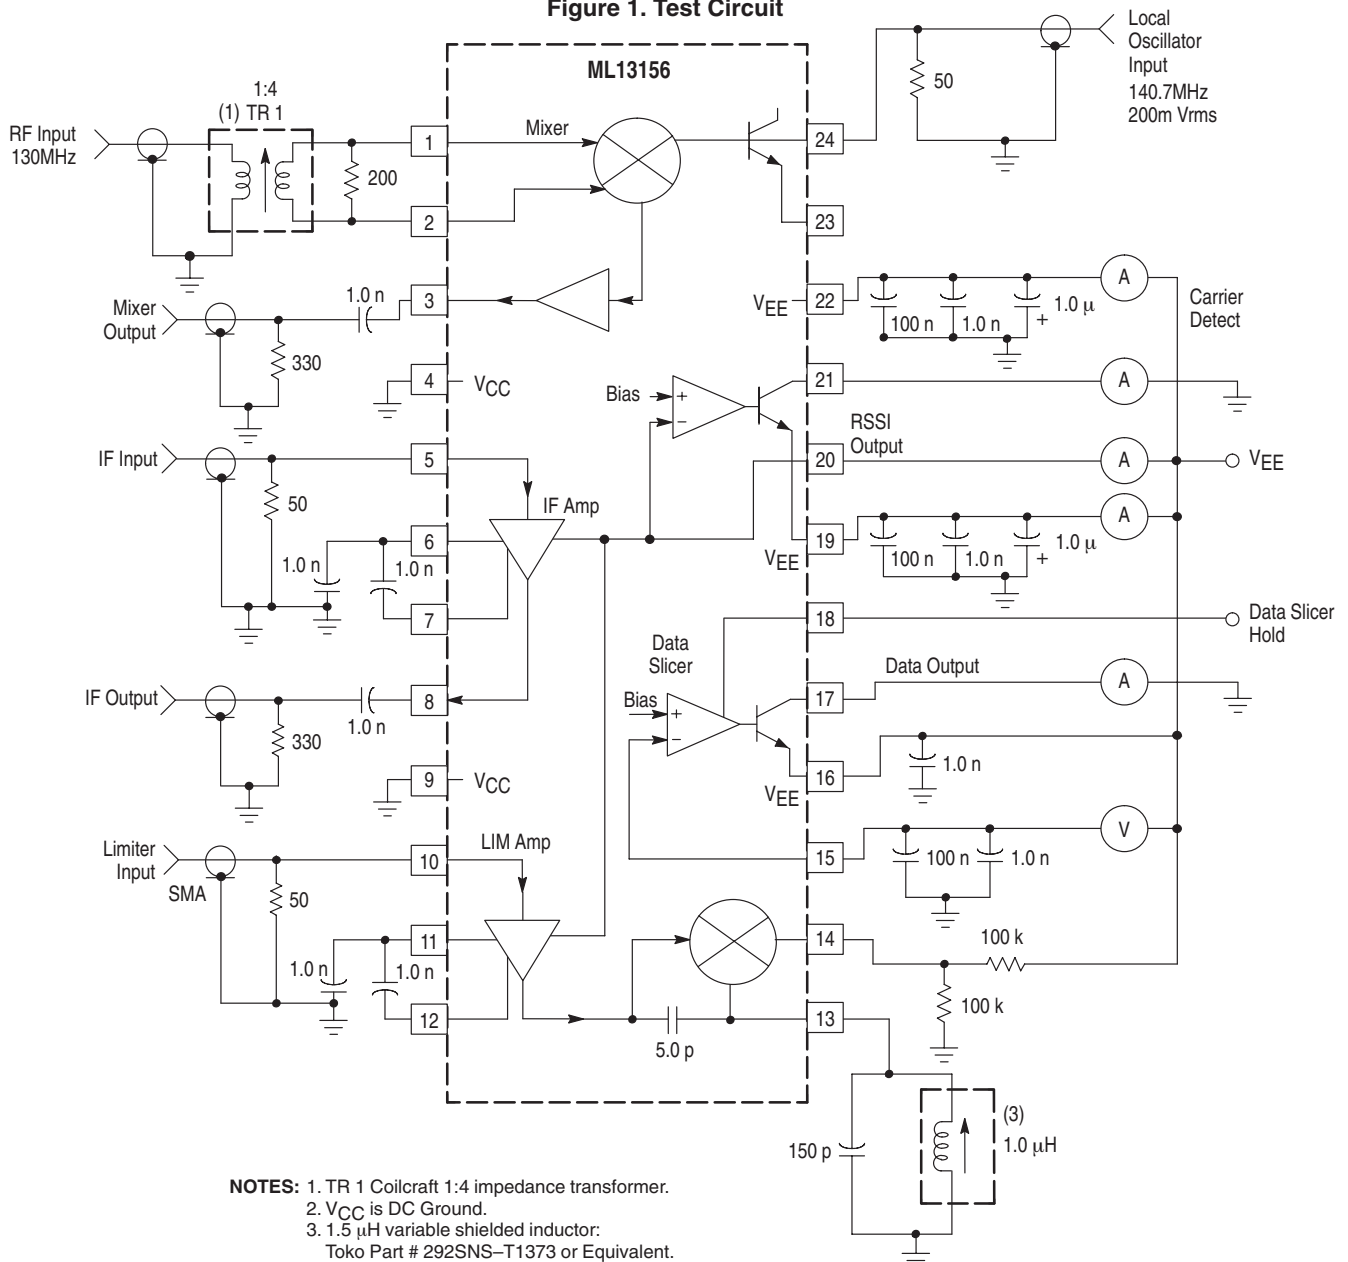 Figure 1. Test Circuit
ML13156
1:4
(1) TR 1
RF Input
130MHz
200
1
2
Mixer
24
23
50
Local
Oscillator
Input
140.7MHz
200m Vrms
Mixer
Output
1.0 n
3
330
4
VCC
VEE
22
100 n
1.0 n
+
1.0 µ
A
Carrier
Detect
Bias
+
–
21
A
RSSI
Output
20
A
VEE
IF Input
5
50
IF Amp
6
1.0 n
1.0 n
7
VEE
19
100 n
1.0 n
+
1.0 µ
A
18
Data Slicer
Hold
Data
Slicer
Bias
+
–
17
Data Output
A
IF Output
8
1.0 n
330
VEE
16
1.0 n
9
VCC
15
100 n
1.0 n
V
Limiter
Input
SMA
10
LIM Amp
50
11
1.0 n
1.0 n
12
14
100 k
100 k
13
5.0 p
150 p
(3)
1.0 µH
NOTES: 1. TR 1 Coilcraft 1:4 impedance transformer.
2. VCC is DC Ground.
3. 1.5 µH variable shielded inductor:
Toko Part # 292SNS–T1373 or Equivalent.